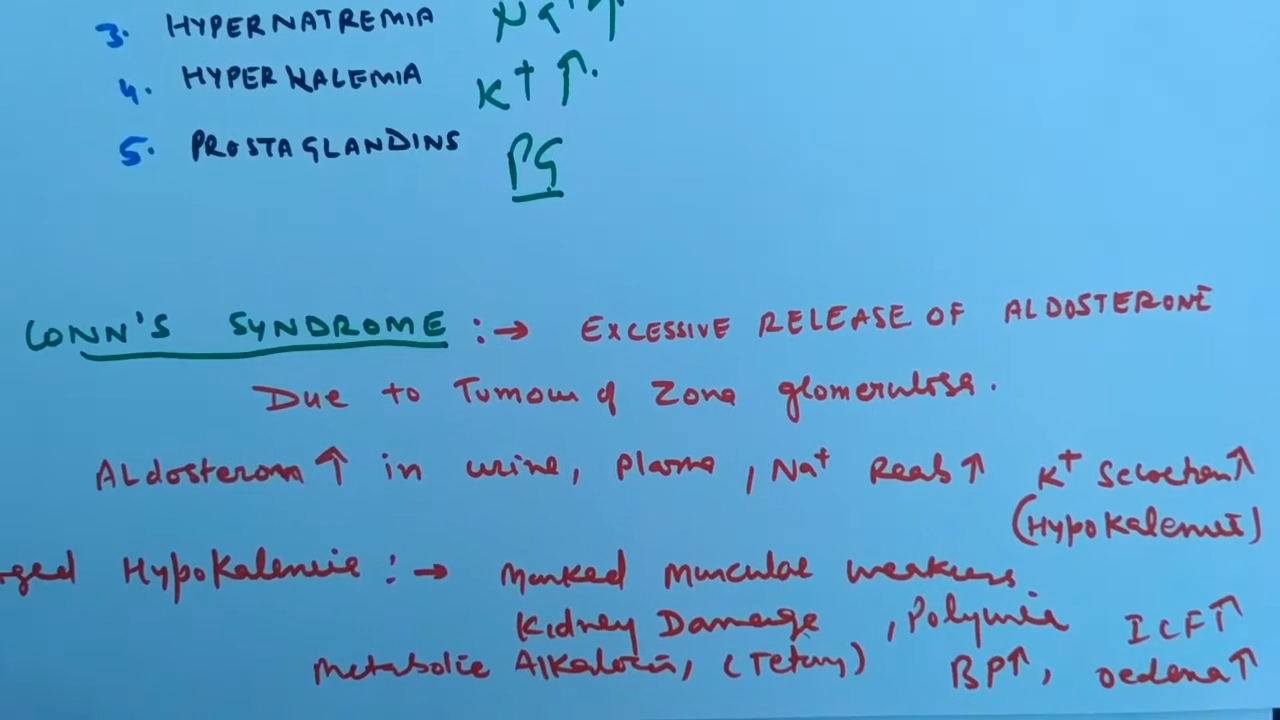 3. HYPERNATREMIA Na+ ↑
4. HYPERKALEMIA K+ ↑.
5. PROSTAGLANDINS PG
CONN'S SYNDROME :→ EXCESSIVE RELEASE OF ALDOSTERONE
Due to Tumour of Zona glomerulosa.
Aldosteron ↑ in urine, plasma, Na+ Reab ↑ K+ Secretion ↑
(Hypokalemia)
Hypokalemia :→ Marked muscular weakness
Kidney Damage, Polyuria ICF↑
Metabolic Alkalosis, (Tetany) BP↑, oedema↑